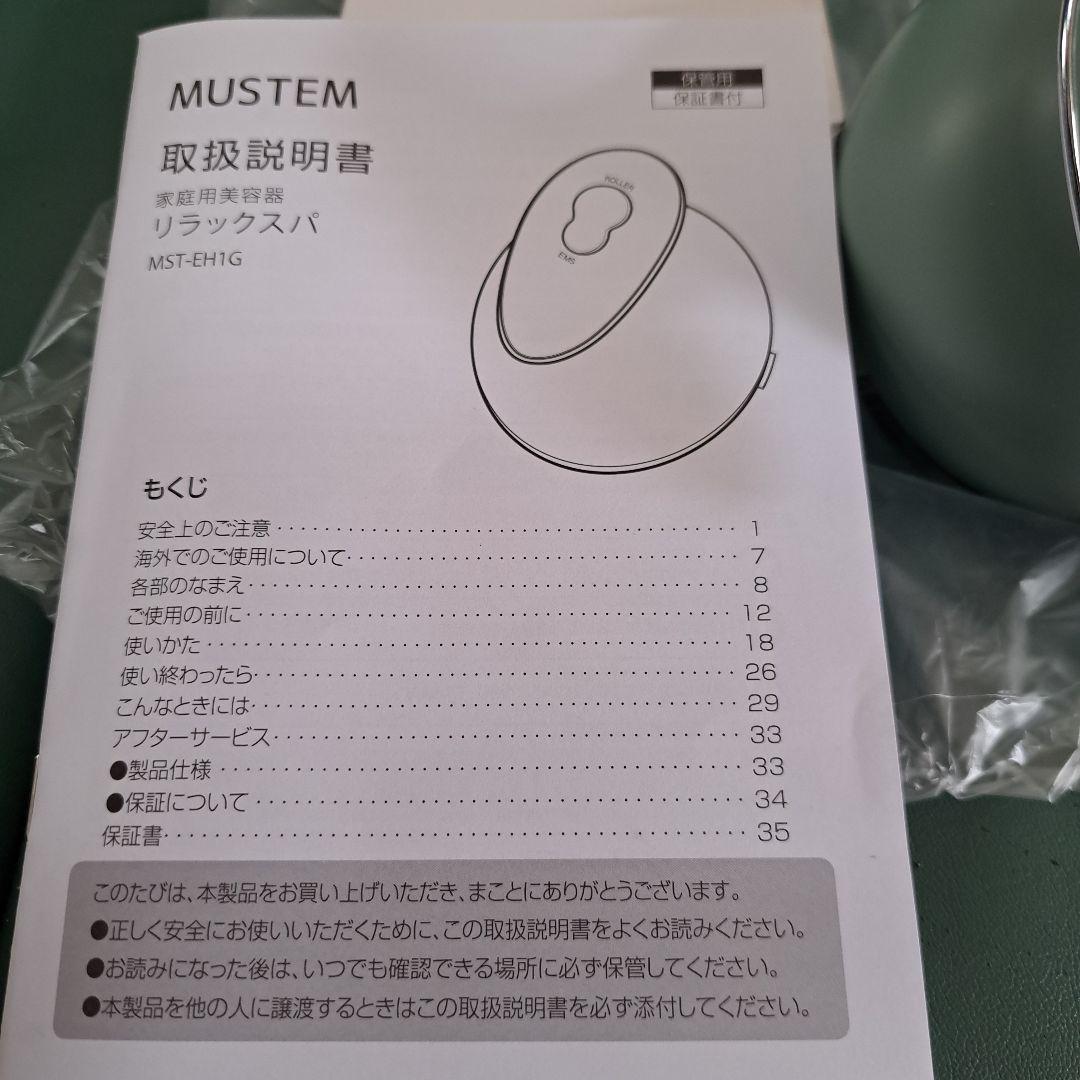 MUSTEM
保管用
保証書付
取扱説明書
家庭用美容器
リラックスパ
MST-EH1G
ROLLER
EMS
もくじ
安全上のご注意 1
海外でのご使用について 7
各部のなまえ 8
ご使用の前に 12
使いかた 18
使い終わったら 26
こんなときには 29
アフターサービス 33
●製品仕様 33
●保証について 34
保証書 35
このたびは、本製品をお買い上げいただき、まことにありがとうございます。
●正しく安全にお使いいただくために、この取扱説明書をよくお読みください。
●お読みになった後は、いつでも確認できる場所に必ず保管してください。
●本製品を他の人に譲渡するときはこの取扱説明書を必ず添付してください。